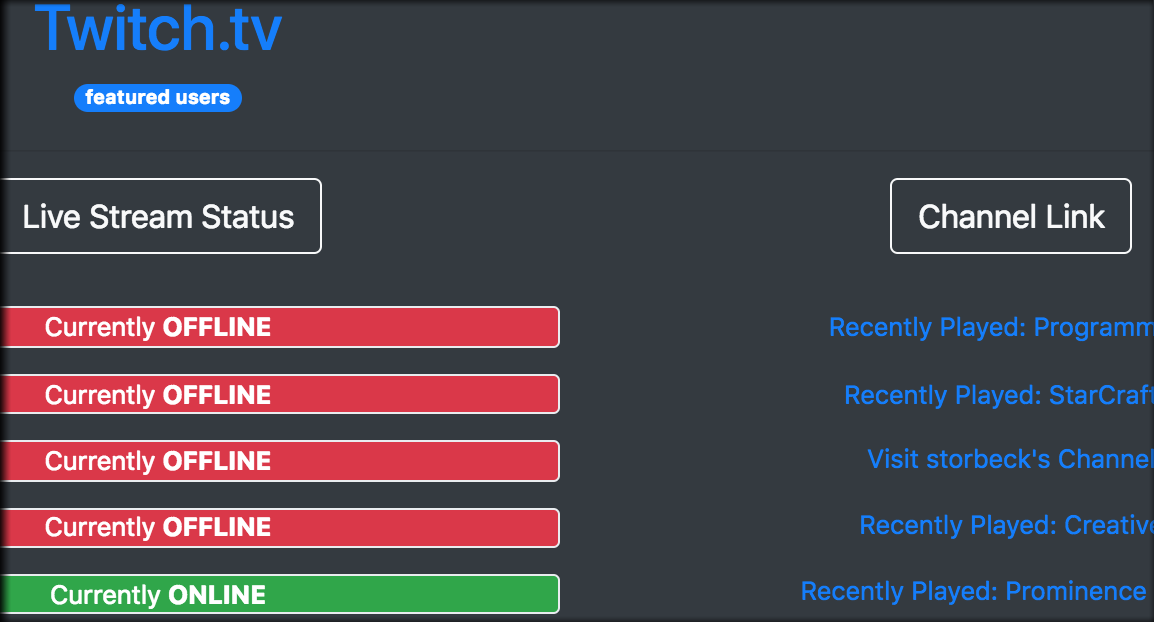 Twitch.tv
featured users
Live Stream Status Channel Link
Currently OFFLINE Recently Played: Programm
Currently OFFLINE Recently Played: StarCraft
Currently OFFLINE Visit storbeck's Channel
Currently OFFLINE Recently Played: Creative
Currently ONLINE Recently Played: Prominence